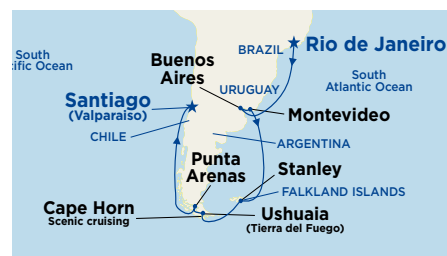 BRAZIL
Rio de Janeiro
South
cific Ocean
Buenos
Aires
South
Atlantic Ocean
URUGUAY
Santiago
(Valparaiso)
Montevideo
CHILE
ARGENTINA
Punta
Arenas
Stanley
FALKLAND ISLANDS
Cape Horn
Scenic cruising
Ushuaia
(Tierra del Fuego)